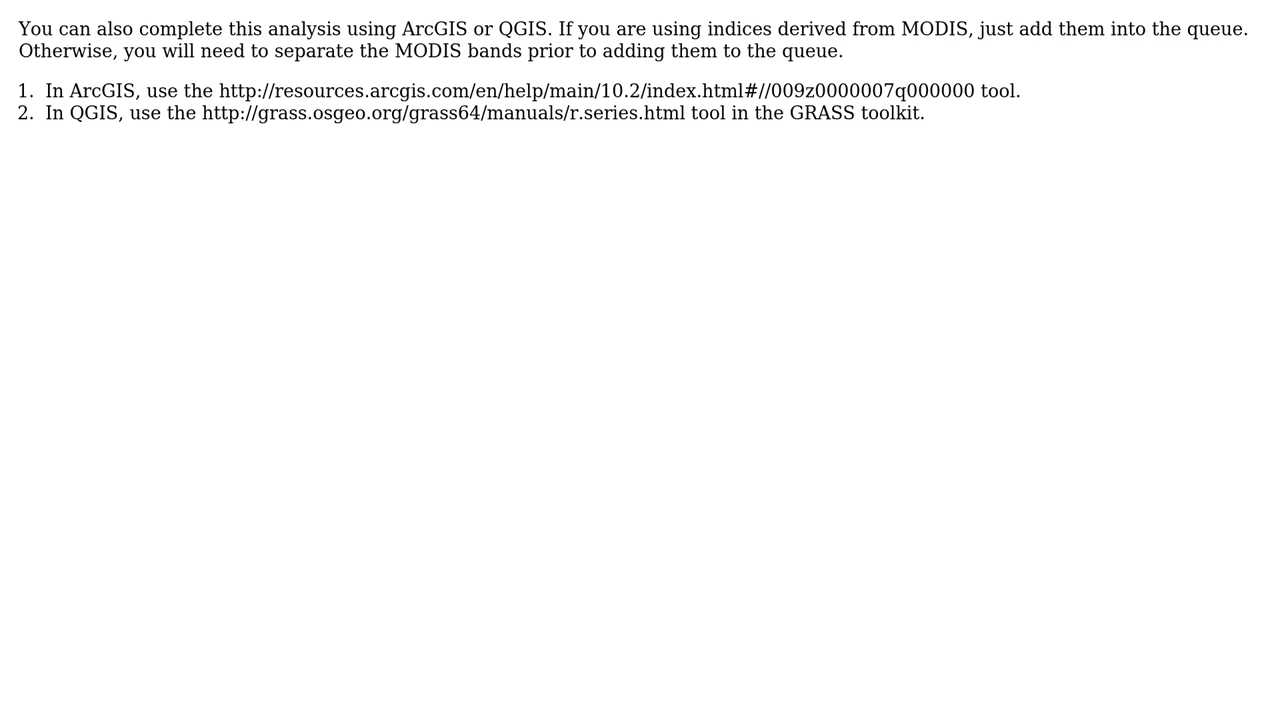 You can also complete this analysis using ArcGIS or QGIS. If you are using indices derived from MODIS, just add them into the queue.
Otherwise, you will need to separate the MODIS bands prior to adding them to the queue.
1. In ArcGIS, use the http://resources.arcgis.com/en/help/main/10.2/index.html#//009z0000007q000000 tool.
2. In QGIS, use the http://grass.osgeo.org/grass64/manuals/r.series.html tool in the GRASS toolkit.